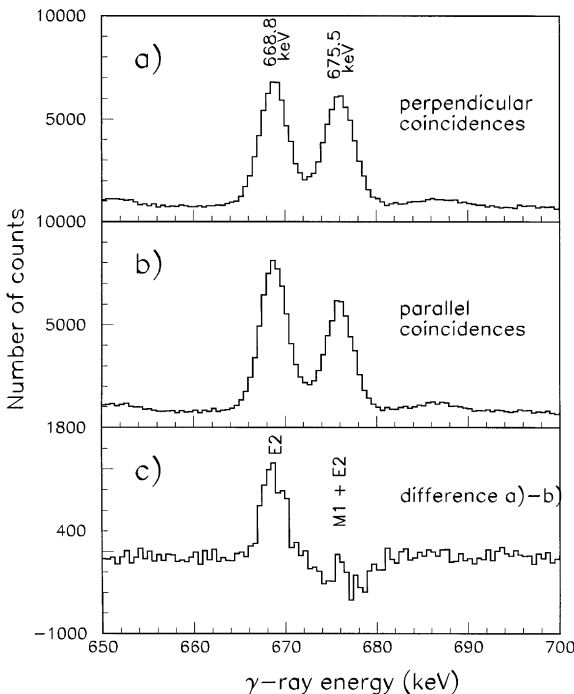 10000
668.8
keV
675.5
keV
a)
perpendicular
coincidences
5000
10000
b)
parallel
coincidences
5000
Number of counts
1800
c)
E2
M1 + E2
difference a)-b)
400
-1000
650
660
670
680
690
700
γ-ray energy (keV)